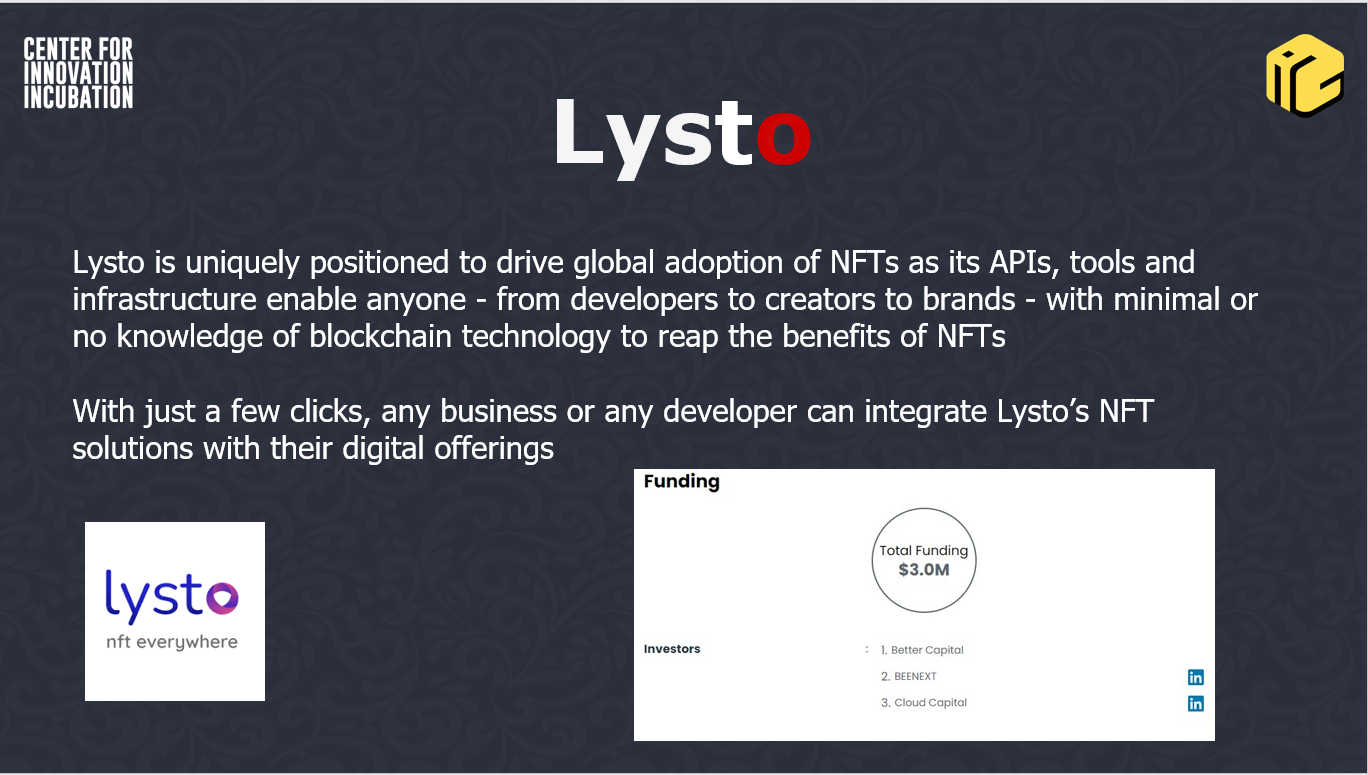 CENTER FOR
INNOVATION
INCUBATION
Lysto
Lysto is uniquely positioned to drive global adoption of NFTs as its APIs, tools and
infrastructure enable anyone - from developers to creators to brands - with minimal or
no knowledge of blockchain technology to reap the benefits of NFTs
With just a few clicks, any business or any developer can integrate Lysto’s NFT
solutions with their digital offerings
Funding
Total Funding
$3.0M
Investors : 1. Better Capital
2. BEENEXT in
3. Cloud Capital in
lysto
nft everywhere